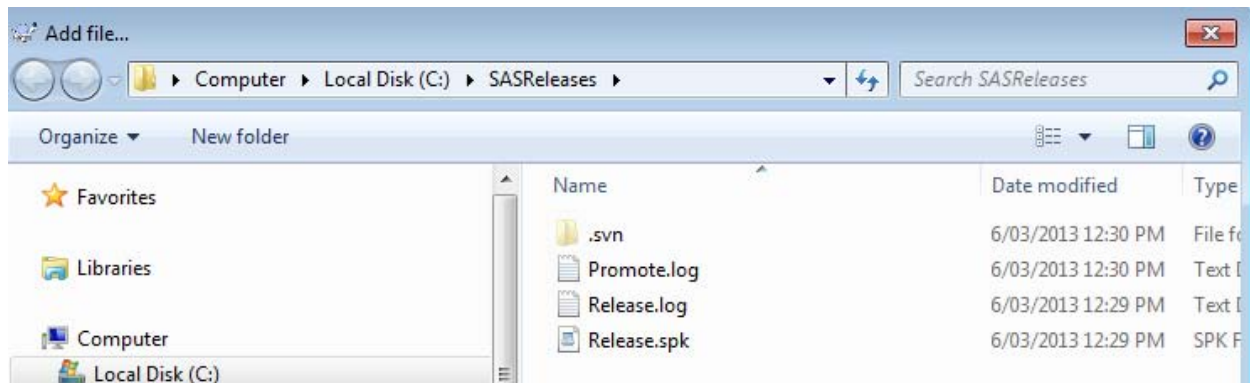 Add file...
Computer Local Disk (C:) SASReleases Search SASReleases
Organize New folder
Favorites
Libraries
Computer
Local Disk (C:)
Name Date modified Type
.svn 6/03/2013 12:30 PM File fo
Promote.log 6/03/2013 12:30 PM Text D
Release.log 6/03/2013 12:29 PM Text D
Release.spk 6/03/2013 12:29 PM SPK F